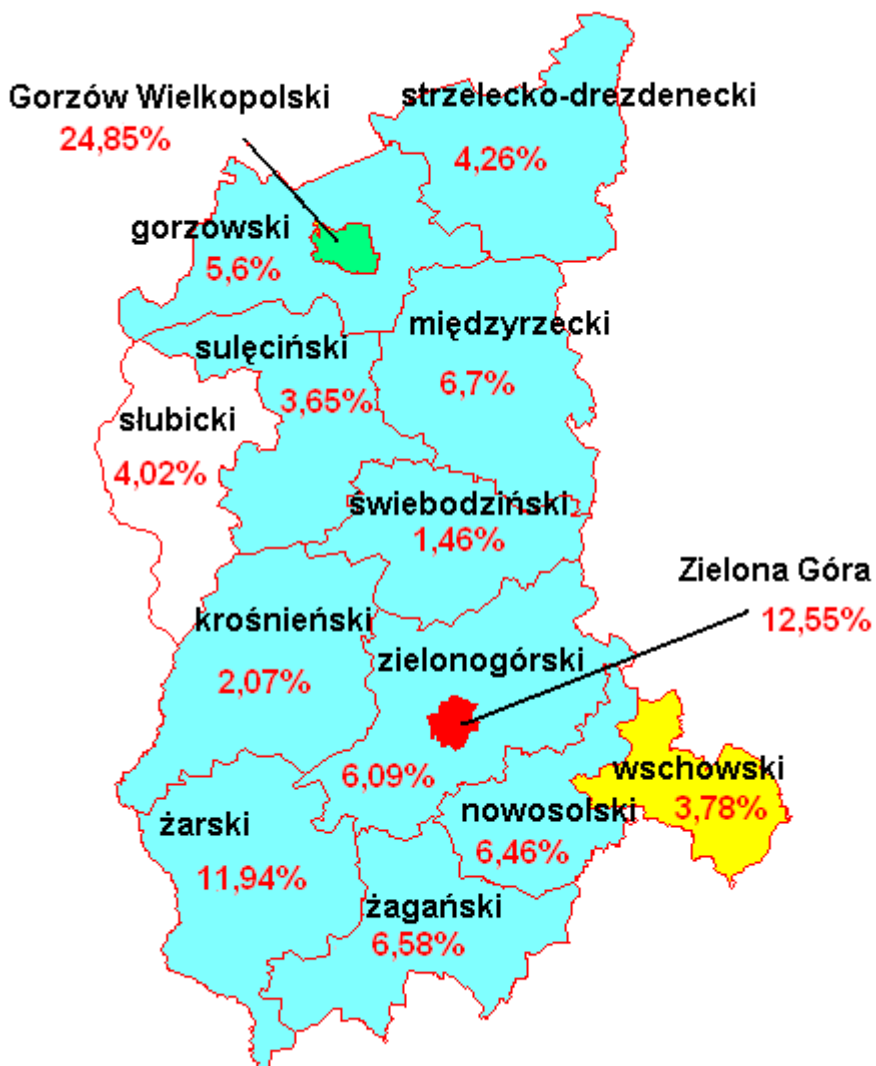 strzelecko-drezdenecki
4,26%
Gorzów Wielkopolski
24,85%
gorzowski
5,6%
międzyrzecki
6,7%
sulęciński
3,65%
słubicki
4,02%
świebodziński
1,46%
Zielona Góra
12,55%
krośnieński
2,07%
zielonogórski
6,09%
wschowski
3,78%
nowosolski
6,46%
żarski
11,94%
żagański
6,58%